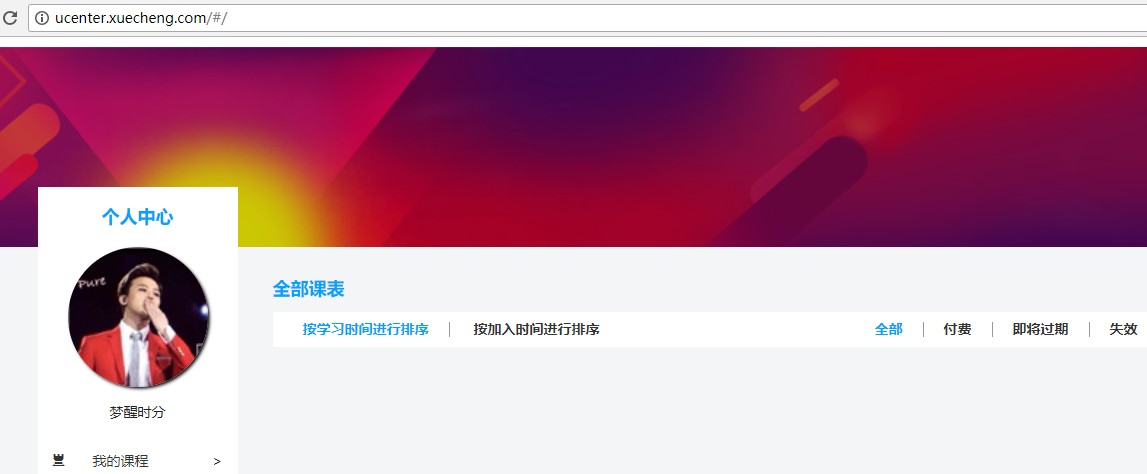 ucenter.xuecheng.com/#/
个人中心
Pure
全部课表
按学习时间进行排序 按加入时间进行排序 全部 付费 即将过期 失效
梦醒时分
我的课程 >